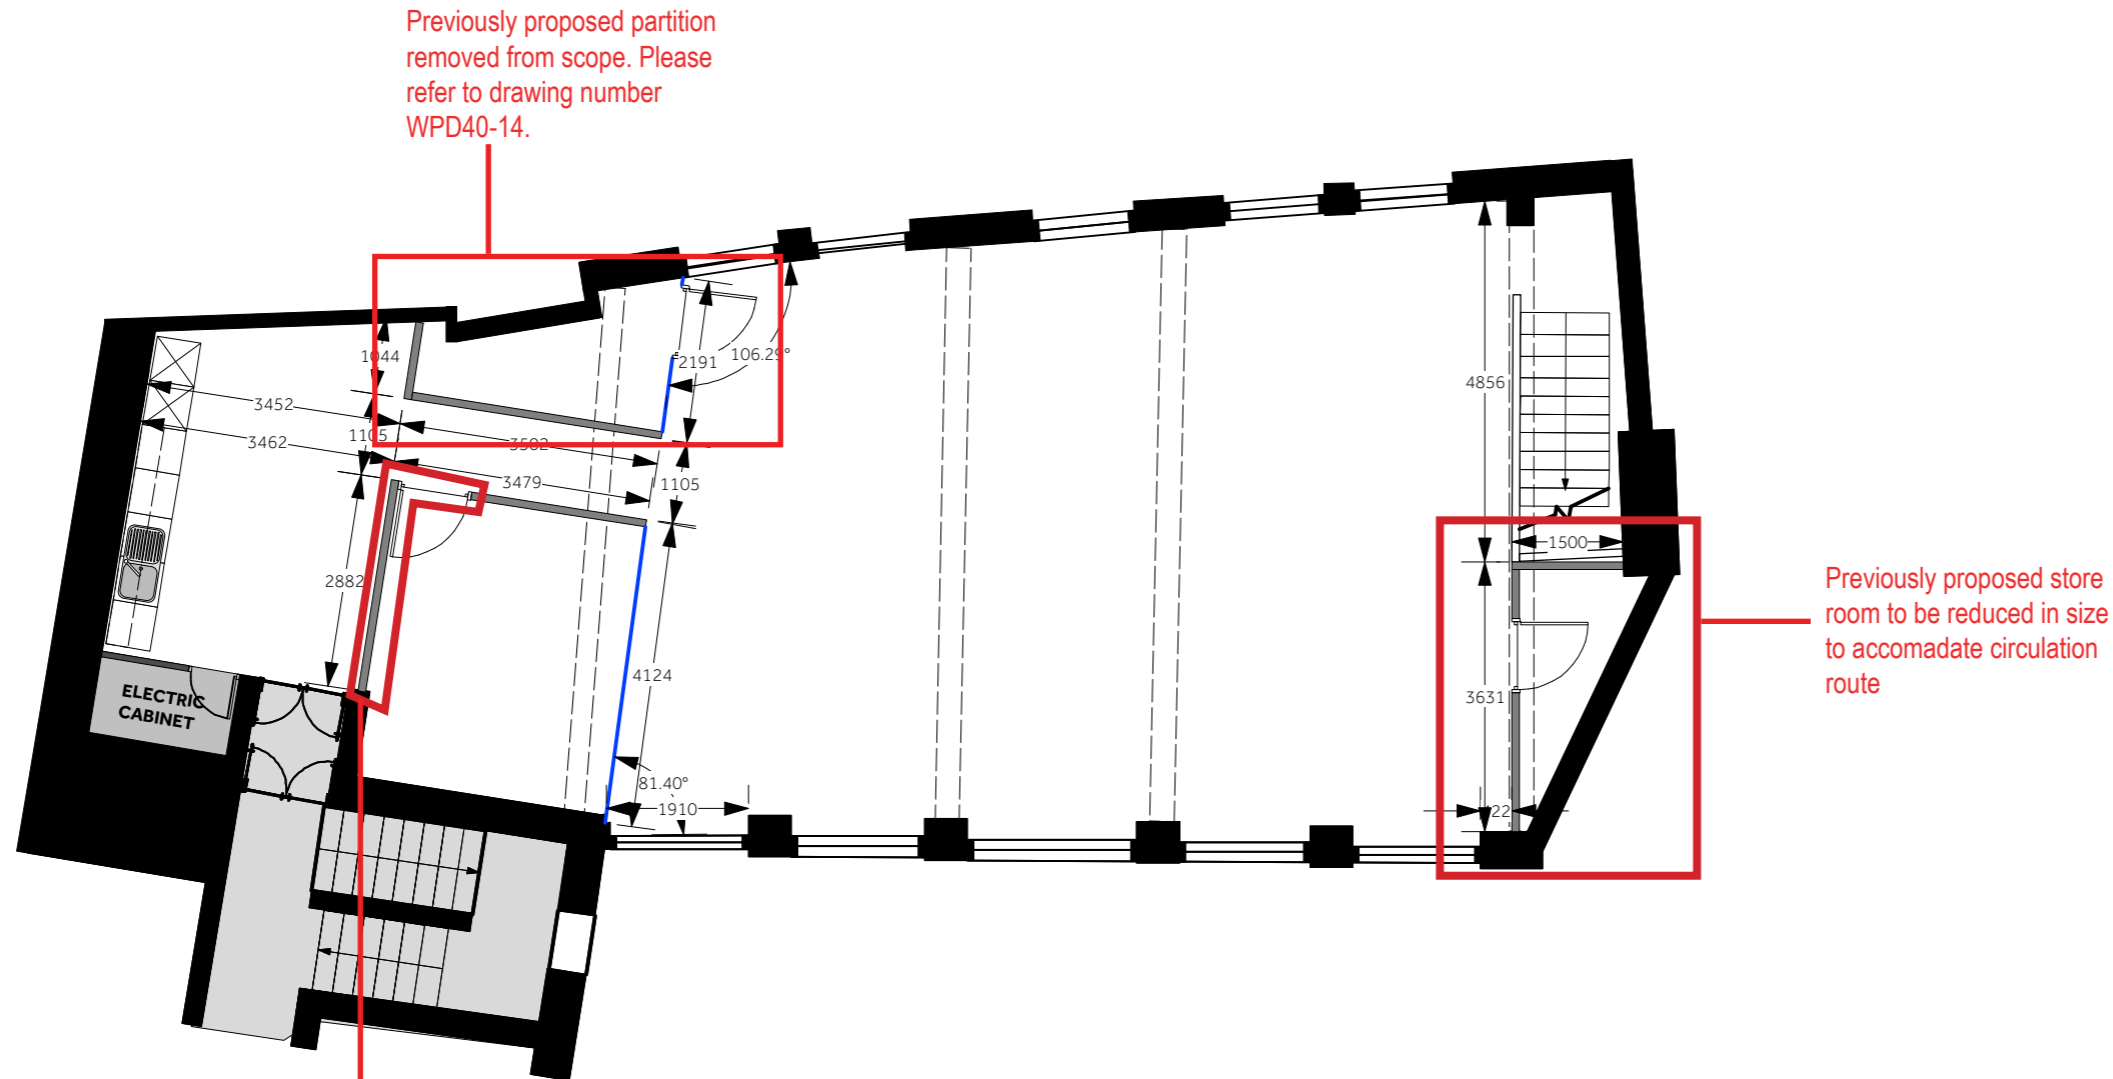 Previously proposed partition
removed from scope. Please
refer to drawing number
WPD40-14.
1044
2191
106.29°
3452
4856
1105
3462
3502
3479
1105
1500
2882
Previously proposed store
room to be reduced in size
to accomadate circulation
route
4124
3631
ELECTRIC
CABINET
81.40°
1910